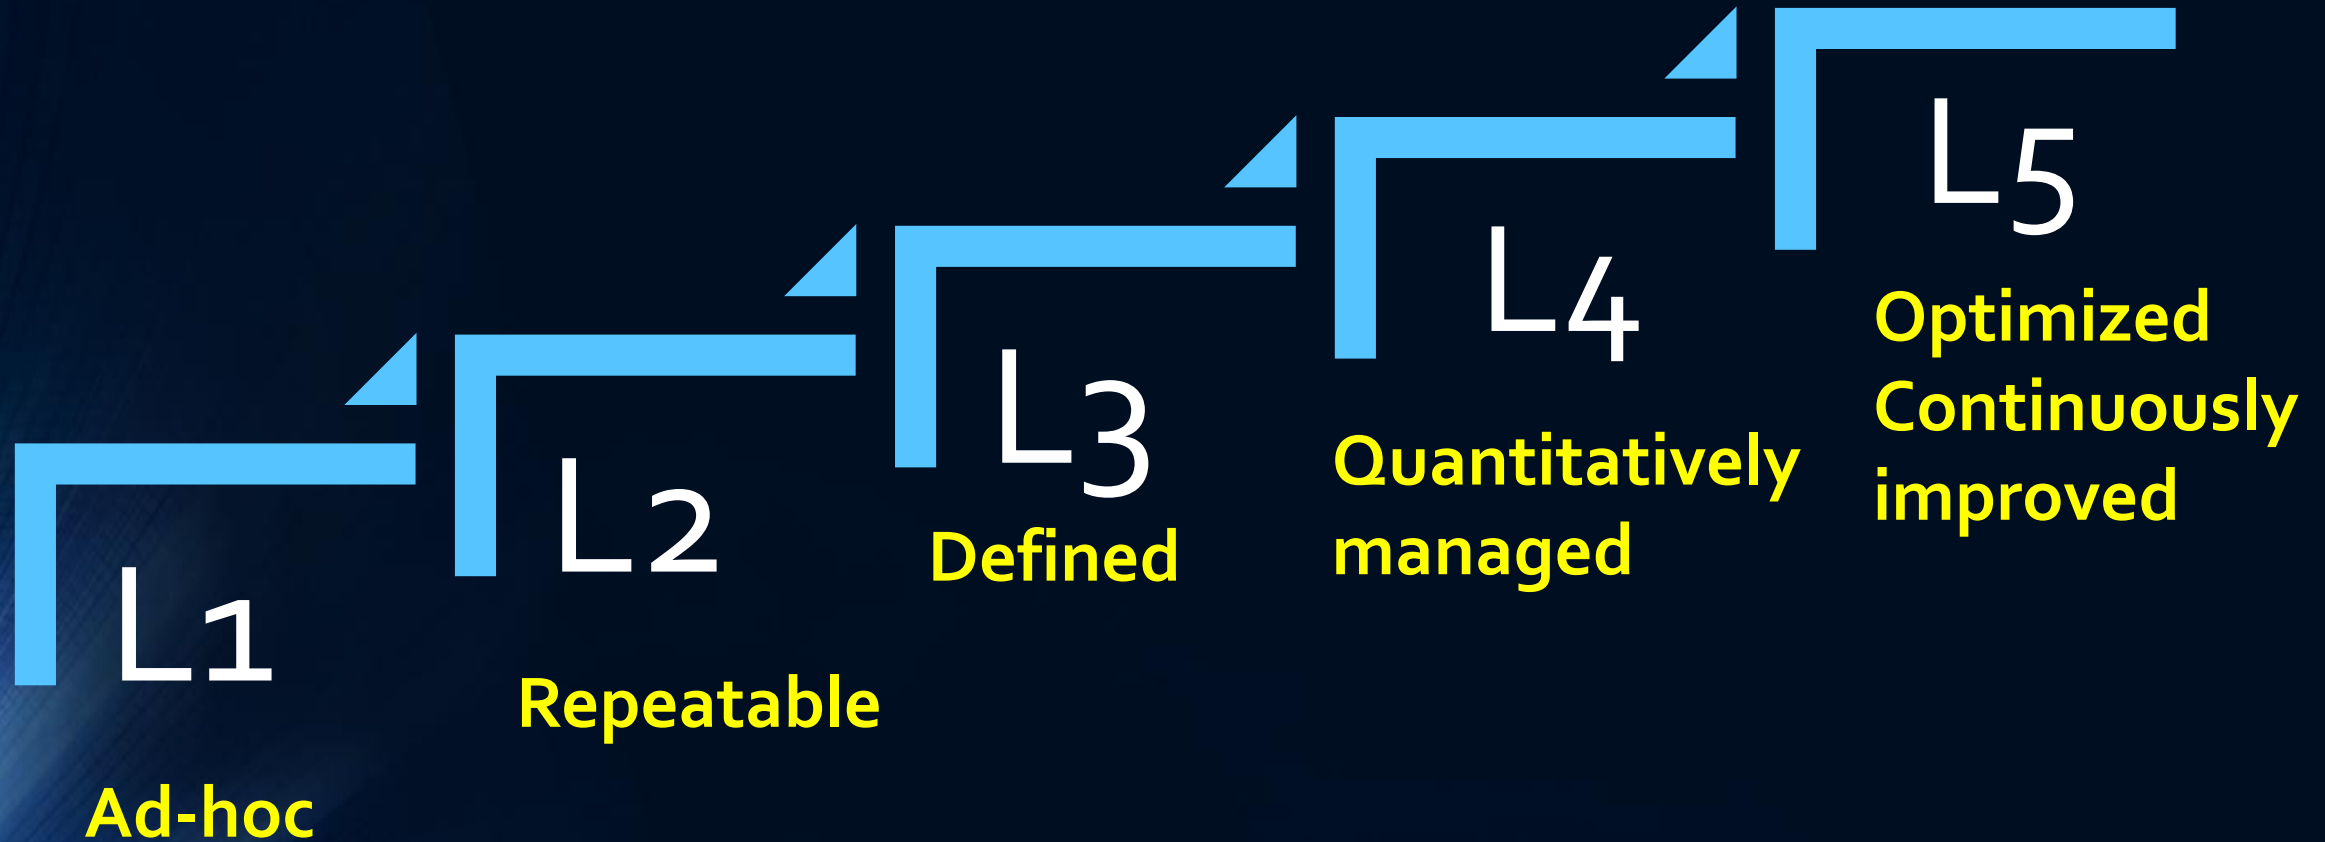 L1
Ad-hoc
L2
Repeatable
L3
Defined
L4
Quantitatively
managed
L5
Optimized
Continuously
improved